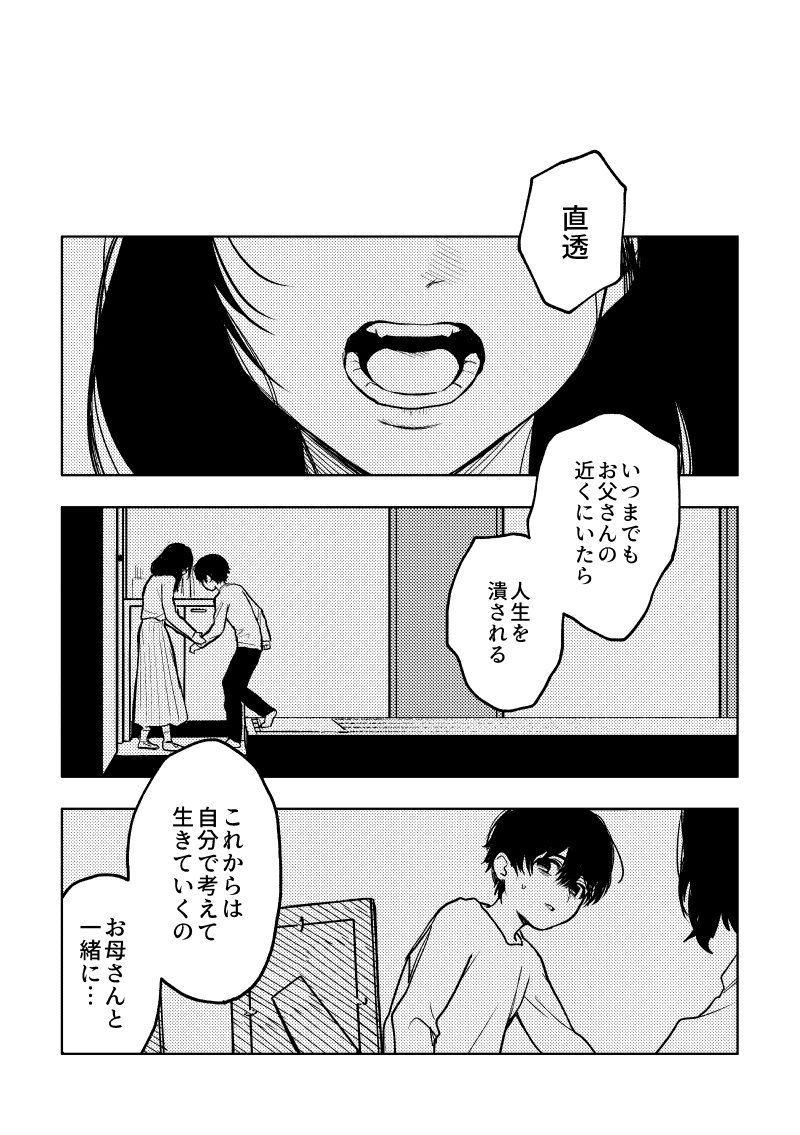 直透
いつまでも
お父さんの
近くにいたら
人生を
潰される
これからは
自分で考えて
生きていくの
お母さんと
一緒に…